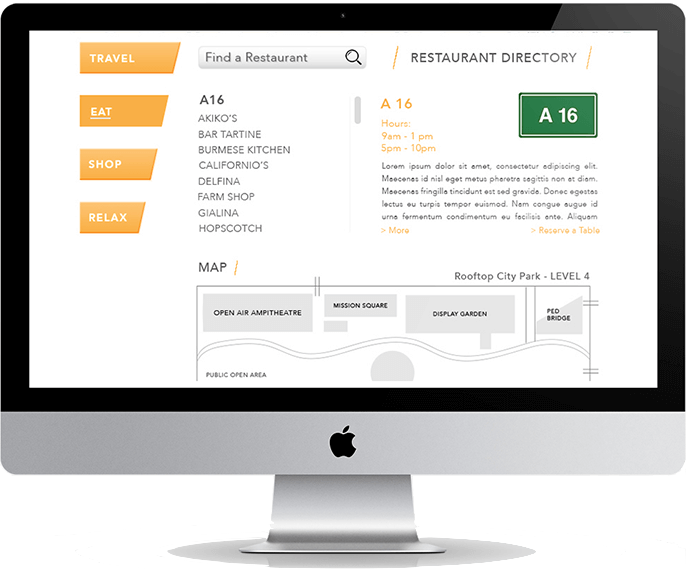 TRAVEL
EAT
SHOP
RELAX
Find a Restaurant
RESTAURANT DIRECTORY
A16
AKIKO'S
BAR TARTINE
BURMESE KITCHEN
CALIFORNIO'S
DELFINA
FARM SHOP
GIALINA
HOPSCOTCH
A 16
Hours:
9am - 1 pm
5pm - 10pm
A 16
Lorem ipsum dolor sit amet, consectetur adipiscing elit.
Maecenas id nisl eget metus pharetra sagittis non at diam.
Maecenas fringilla tincidunt est sed gravida. Donec egestas
lectus eu turpis tempor euismod. Nam congue augue id
urna fermentum condimentum eu facilisis ante. Aliquam
> More
> Reserve a Table
MAP
Rooftop City Park - LEVEL 4
OPEN AIR AMPITHEATRE
MISSION SQUARE
DISPLAY GARDEN
PED
BRIDGE
PUBLIC OPEN AREA